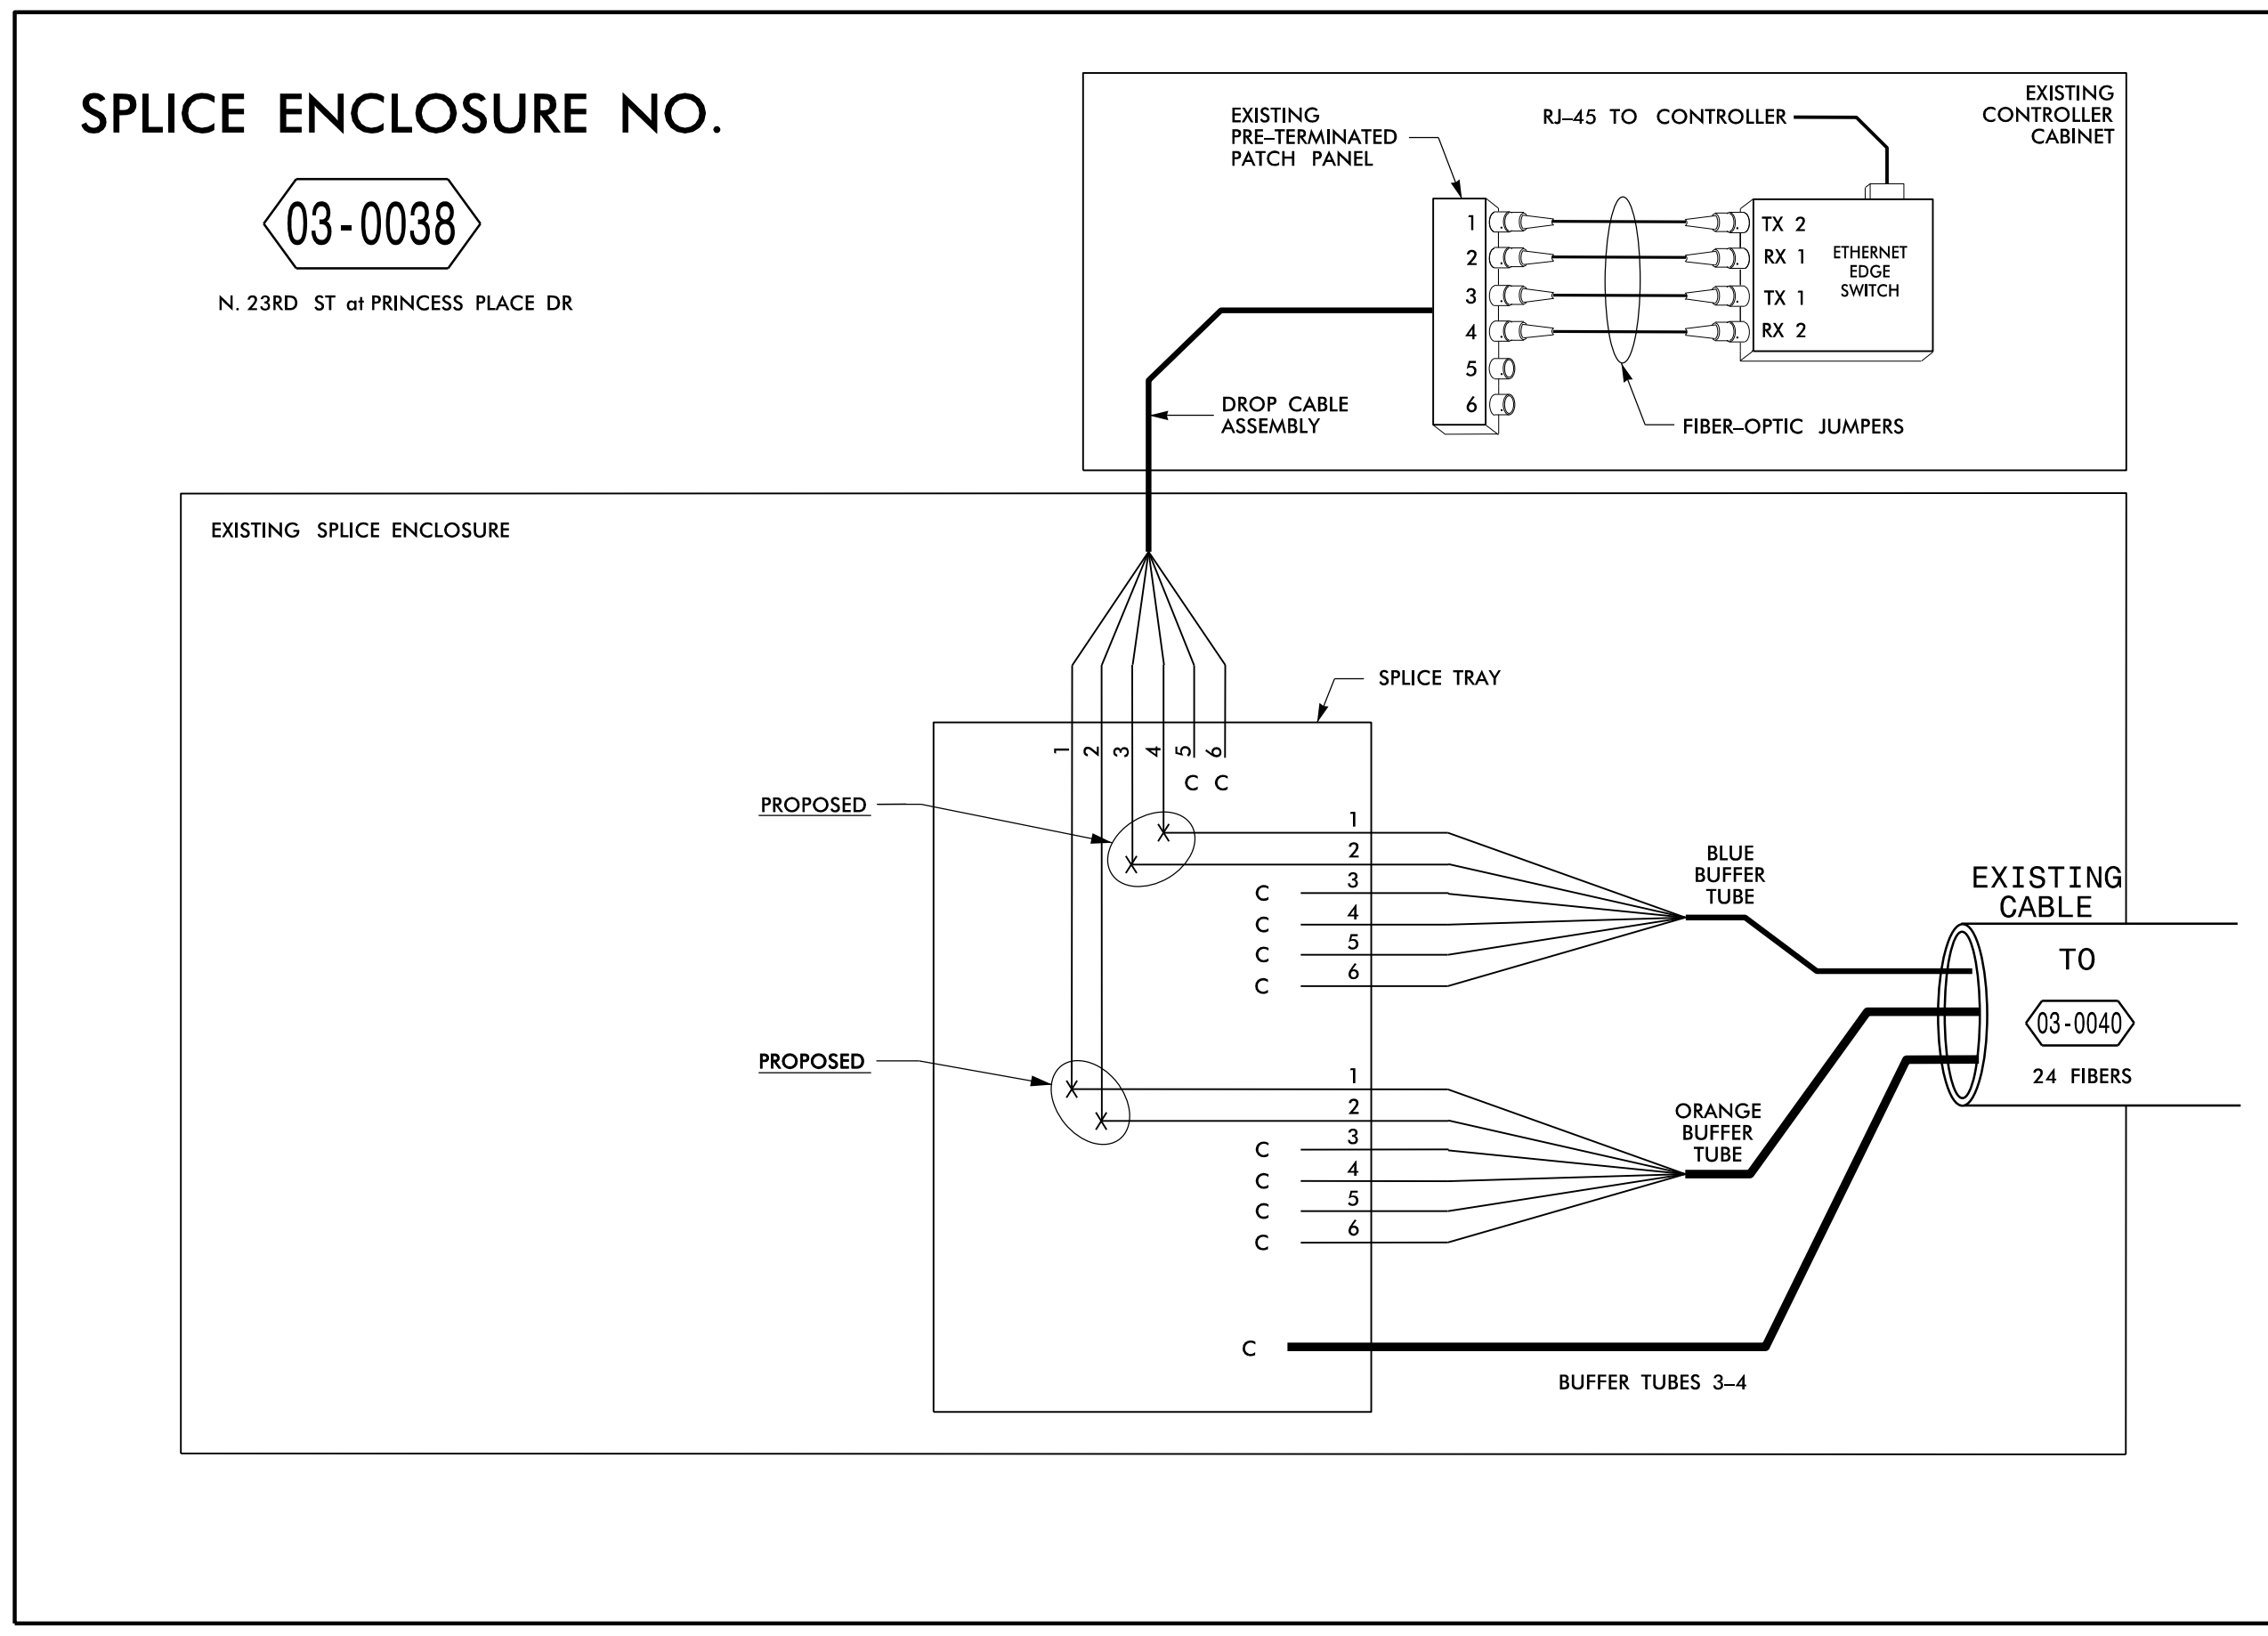 SPLICE ENCLOSURE NO.
03-0038
N. 23RD ST at PRINCESS PLACE DR
EXISTING
CONTROLLER
CABINET
EXISTING
PRE-TERMINATED
PATCH PANEL
RJ-45 TO CONTROLLER
1
2
3
4
5
6
TX 2
RX 1
TX 1
RX 2
ETHERNET
EDGE
SWITCH
DROP CABLE
ASSEMBLY
FIBER-OPTIC JUMPERS
EXISTING SPLICE ENCLOSURE
SPLICE TRAY
1 2 3 4 5 6
C C
PROPOSED
1
2
C 3
C 4
C 5
C 6
BLUE
BUFFER
TUBE
EXISTING
CABLE
TO
03-0040
24 FIBERS
PROPOSED
1
2
C 3
C 4
C 5
C 6
ORANGE
BUFFER
TUBE
C
BUFFER TUBES 3-4